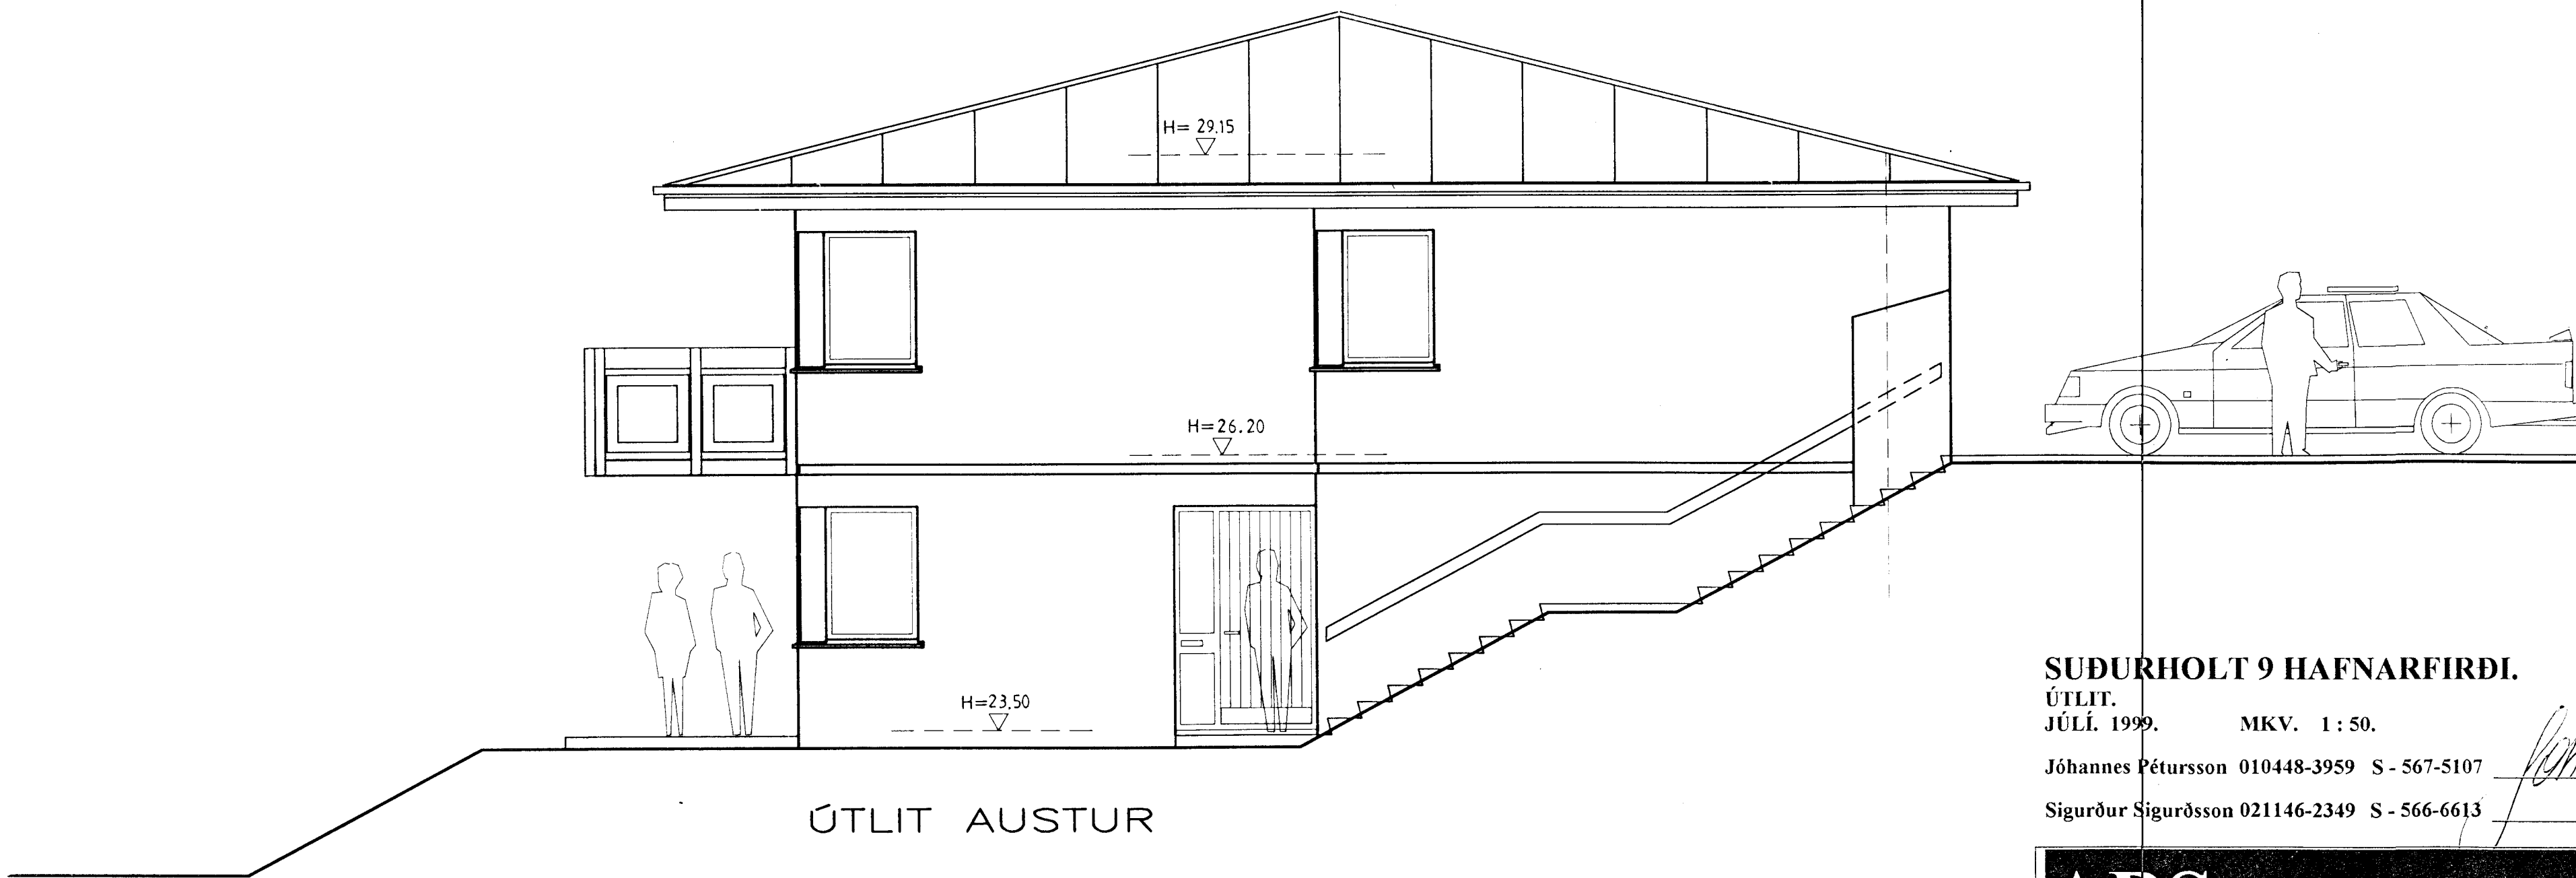 H= 29.15
H=26.20
H=23.50
ÚTLIT AUSTUR
SUÐURHOLT 9 HAFNARFIRÐI.
ÚTLIT.
JÚLÍ. 1999. MKV. 1 : 50.
Jóhannes Pétursson 010448-3959 S - 567-5107
Sigurður Sigurðsson 021146-2349 S - 566-6613